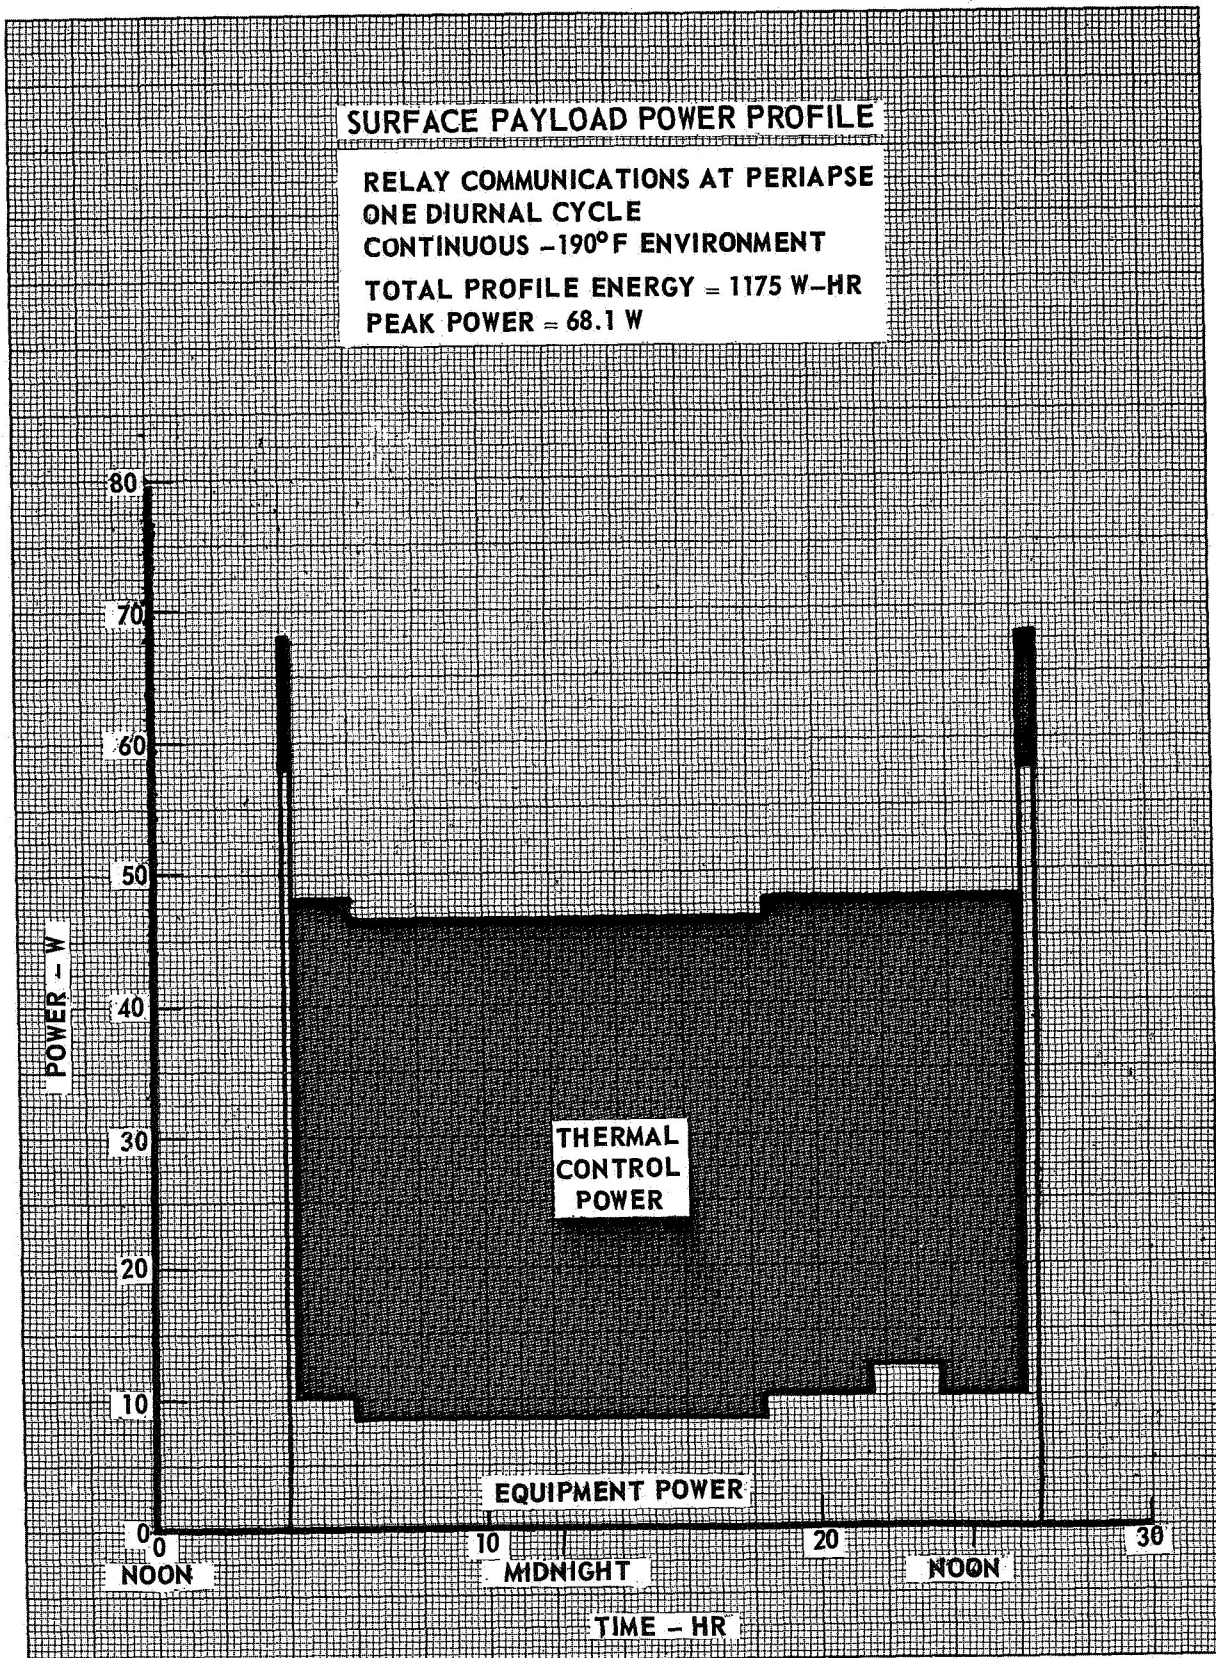 SURFACE PAYLOAD POWER PROFILE
RELAY COMMUNICATIONS AT PERIAPSE
ONE DIURNAL CYCLE
CONTINUOUS -190°F ENVIRONMENT
TOTAL PROFILE ENERGY = 1175 W-HR
PEAK POWER = 68.1 W
80
70
60
50
40
30
20
10
0
POWER - W
THERMAL
CONTROL
POWER
EQUIPMENT POWER
0
10
20
30
NOON
MIDNIGHT
NOON
TIME - HR